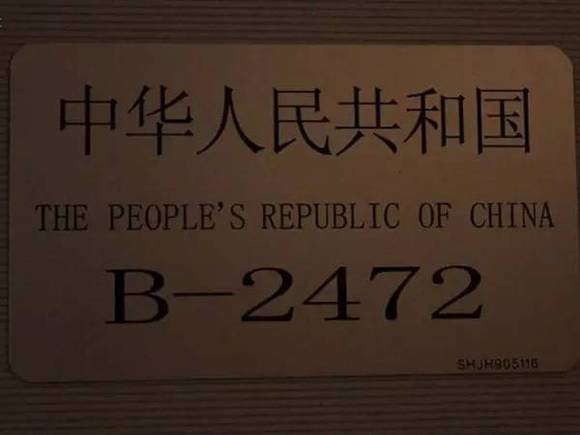 中华人民共和国
THE PEOPLE'S REPUBLIC OF CHINA
B-2472
SHJH905116